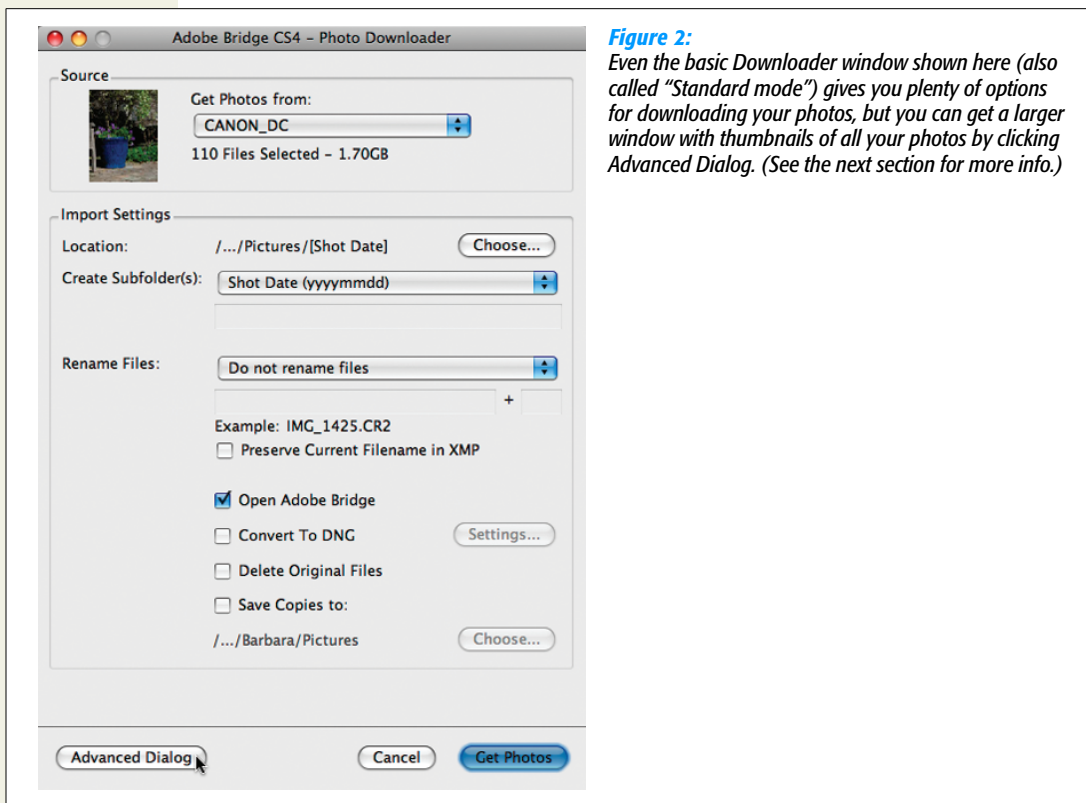 Adobe Bridge CS4 – Photo Downloader
Source
Get Photos from:
CANON_DC
110 Files Selected – 1.70GB
Import Settings
Location: /.../Pictures/[Shot Date] Choose...
Create Subfolder(s): Shot Date (yyyymmdd)
Rename Files: Do not rename files
+
Example: IMG_1425.CR2
Preserve Current Filename in XMP
Open Adobe Bridge
Convert To DNG Settings...
Delete Original Files
Save Copies to:
/.../Barbara/Pictures Choose...
Advanced Dialog Cancel Get Photos
Figure 2:
Even the basic Downloader window shown here (also
called “Standard mode”) gives you plenty of options
for downloading your photos, but you can get a larger
window with thumbnails of all your photos by clicking
Advanced Dialog. (See the next section for more info.)